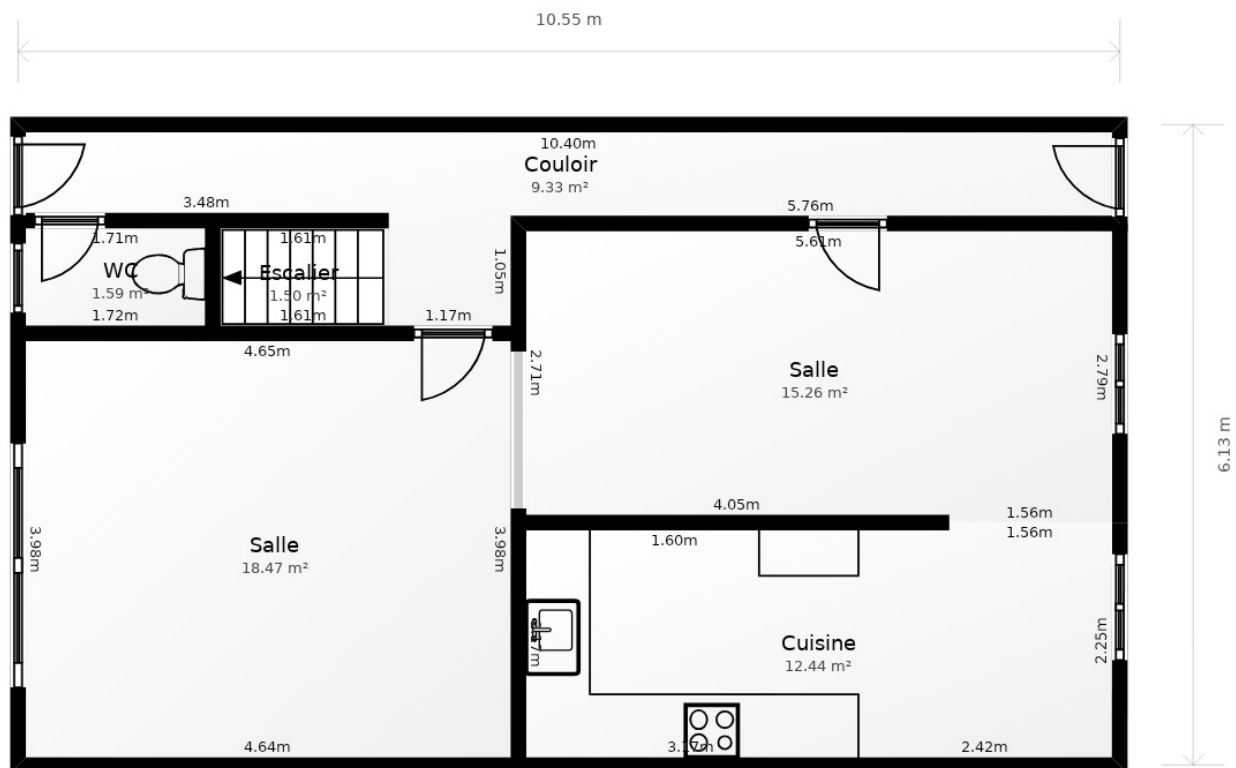 10.55 m
10.40m
Couloir
9.33 m²
3.48m
5.76m
1.71m
1.61m
5.61m
WC
1.59 m²
Escalier
1.50 m²
1.05m
1.72m
1.61m
1.17m
4.65m
2.71m
Salle
15.26 m²
2.79m
6.13 m
4.05m
1.56m
1.56m
1.60m
3.98m
Salle
18.47 m²
3.98m
Cuisine
12.44 m²
2.25m
4.64m
3.17m
2.42m